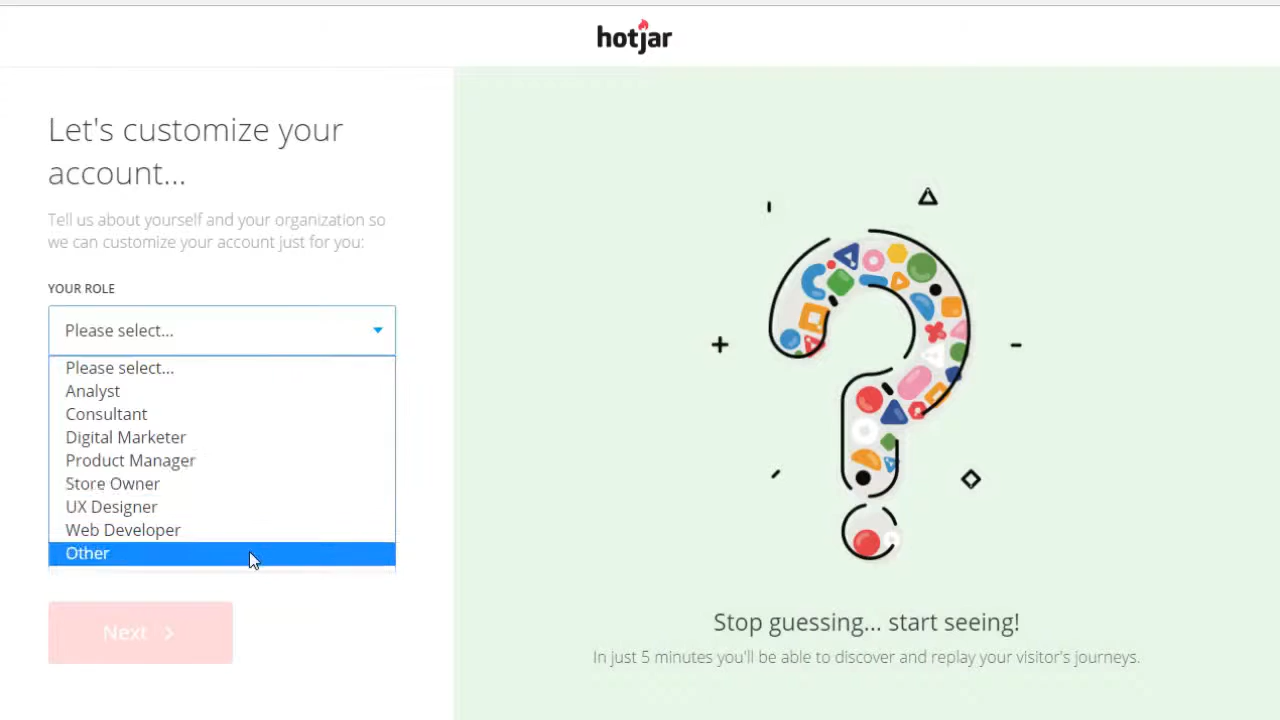 hotjar
Let's customize your
account...
Tell us about yourself and your organization so
we can customize your account just for you:
YOUR ROLE
Please select...
Please select...
Analyst
Consultant
Digital Marketer
Product Manager
Store Owner
UX Designer
Web Developer
Other
Next
Stop guessing... start seeing!
In just 5 minutes you'll be able to discover and replay your visitor's journeys.